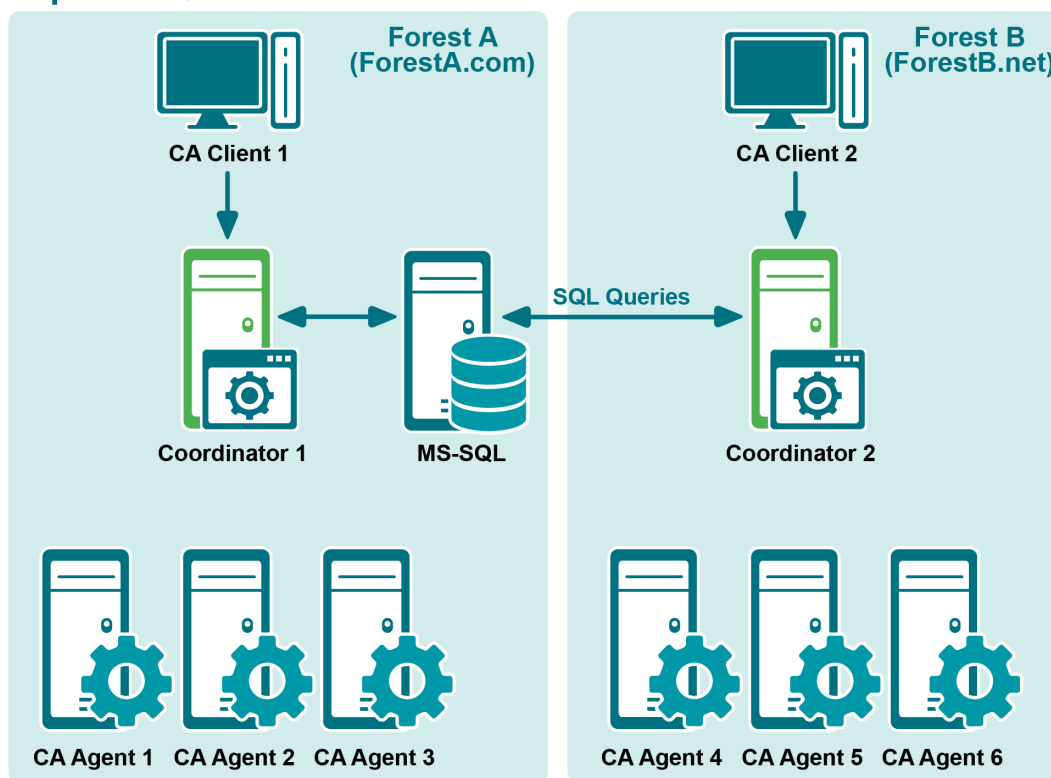 Forest A
(ForestA.com)
CA Client 1
Coordinator 1
MS-SQL
CA Agent 1
CA Agent 2
CA Agent 3
SQL Queries
Forest B
(ForestB.net)
CA Client 2
Coordinator 2
CA Agent 4
CA Agent 5
CA Agent 6